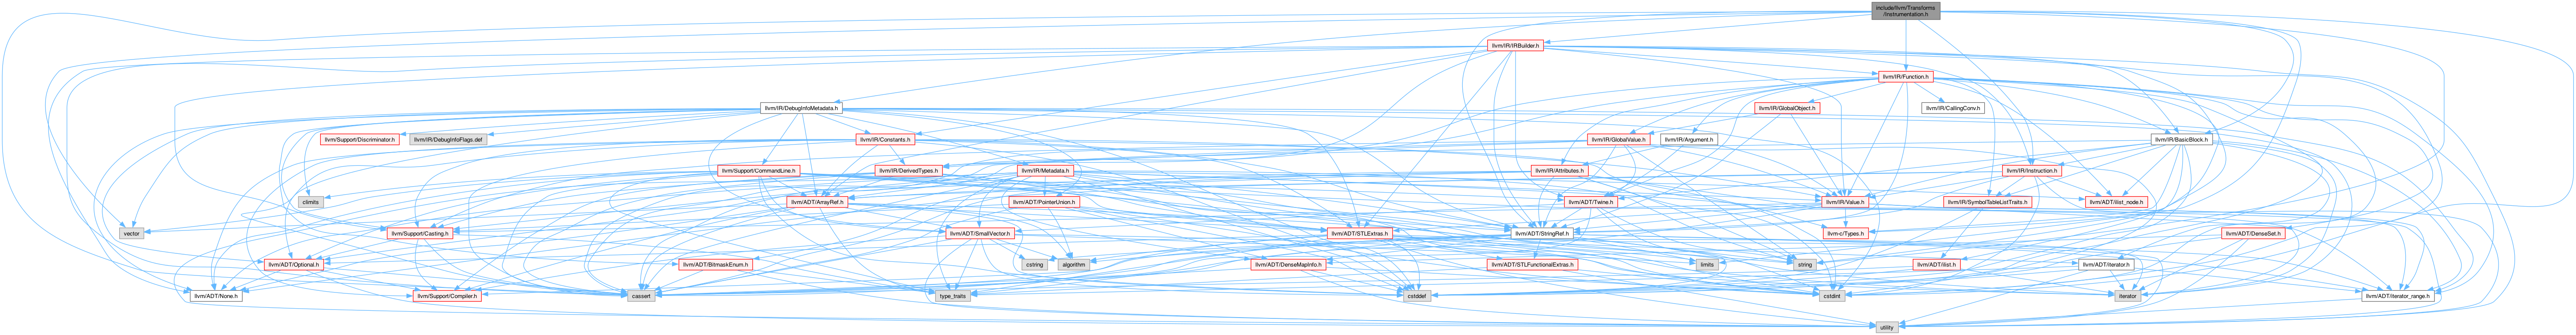 include/llvm/Transforms
/Instrumentation.h
llvm/IR/IRBuilder.h
llvm/IR/Function.h
llvm/IR/DebugInfoMetadata.h
llvm/IR/GlobalObject.h
llvm/IR/CallingConv.h
llvm/Support/Discriminator.h
llvm/IR/DebugInfoFlags.def
llvm/IR/Constants.h
llvm/IR/GlobalValue.h
llvm/IR/Argument.h
llvm/IR/BasicBlock.h
llvm/Support/CommandLine.h
llvm/IR/DerivedTypes.h
llvm/IR/Metadata.h
llvm/IR/Attributes.h
llvm/IR/Instruction.h
climits
llvm/ADT/ArrayRef.h
llvm/ADT/PointerUnion.h
llvm/ADT/Twine.h
llvm/IR/Value.h
llvm/IR/SymbolTableListTraits.h
llvm/ADT/ilist_node.h
vector
llvm/Support/Casting.h
llvm/ADT/SmallVector.h
llvm/ADT/STLExtras.h
llvm/ADT/StringRef.h
llvm-c/Types.h
llvm/ADT/DenseSet.h
llvm/ADT/Optional.h
llvm/ADT/BitmaskEnum.h
cstring
algorithm
llvm/ADT/DenseMapInfo.h
llvm/ADT/STLFunctionalExtras.h
limits
string
llvm/ADT/ilist.h
llvm/ADT/iterator.h
llvm/ADT/None.h
llvm/Support/Compiler.h
cassert
type_traits
cstddef
cstdint
iterator
llvm/ADT/iterator_range.h
utility